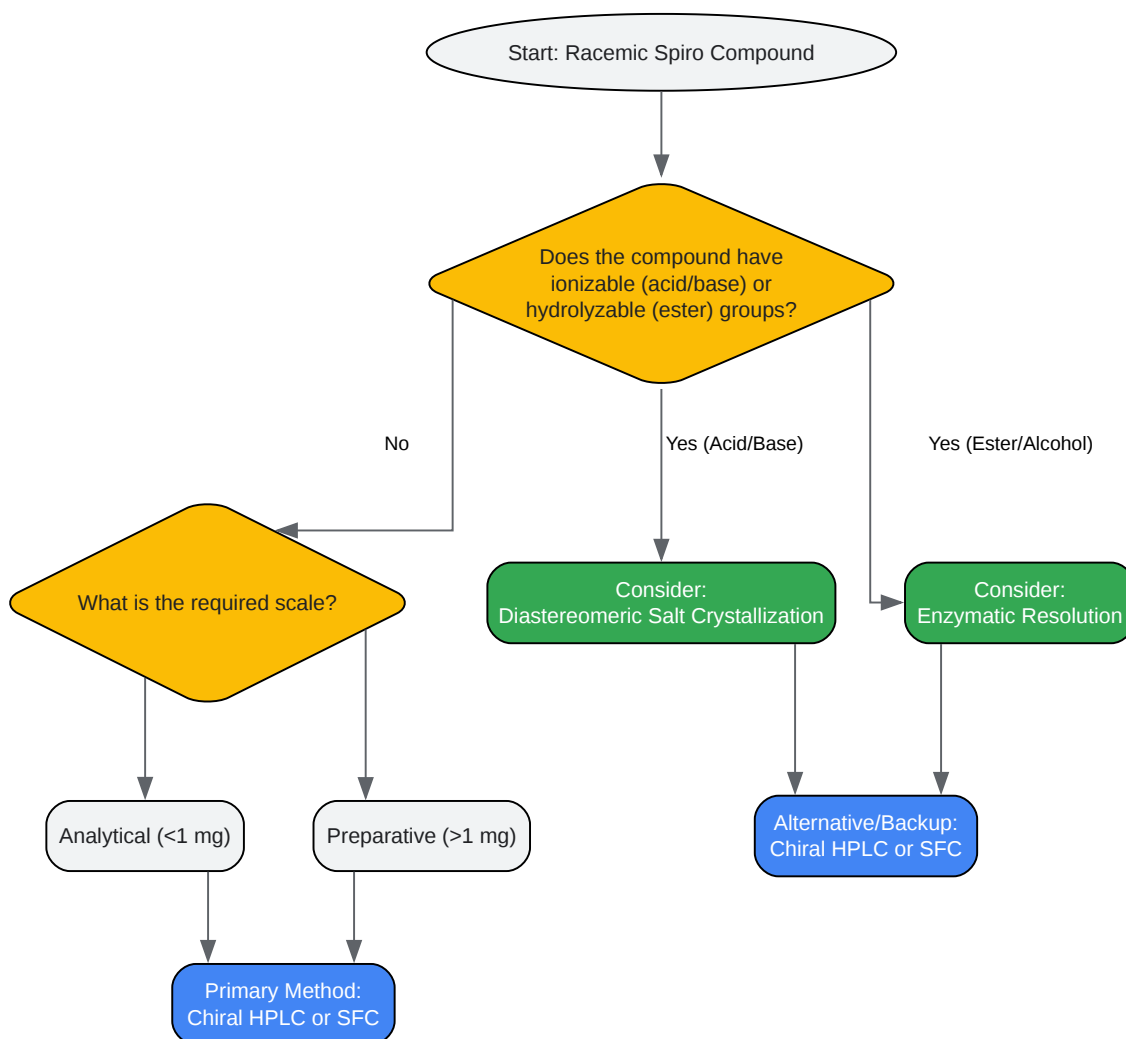 Start: Racemic Spiro Compound
Does the compound have
ionizable (acid/base) or
hydrolyzable (ester) groups?
No
Yes (Acid/Base)
Yes (Ester/Alcohol)
What is the required scale?
Consider:
Diastereomeric Salt Crystallization
Consider:
Enzymatic Resolution
Analytical (<1 mg)
Preparative (>1 mg)
Alternative/Backup:
Chiral HPLC or SFC
Primary Method:
Chiral HPLC or SFC